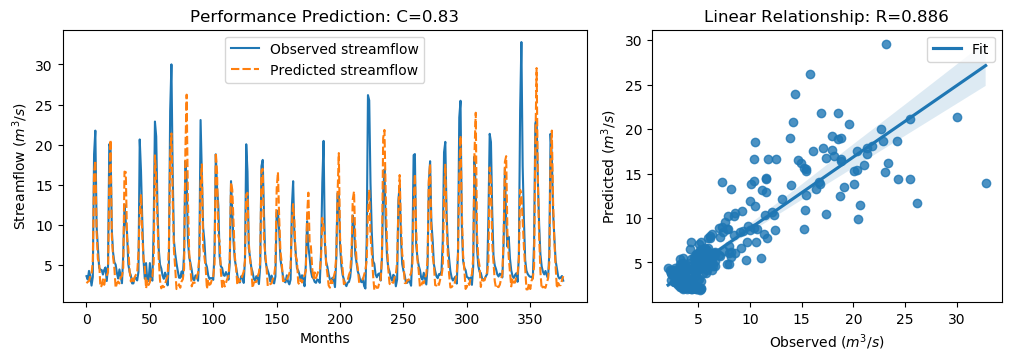 Performance Prediction: C=0.83
Observed streamflow
Predicted streamflow
Streamflow (m³/s)
30
25
20
15
10
5
0 50 100 150 200 250 300 350
Months
Linear Relationship: R=0.886
Fit
Predicted (m³/s)
30
25
20
15
10
5
5 10 15 20 25 30
Observed (m³/s)